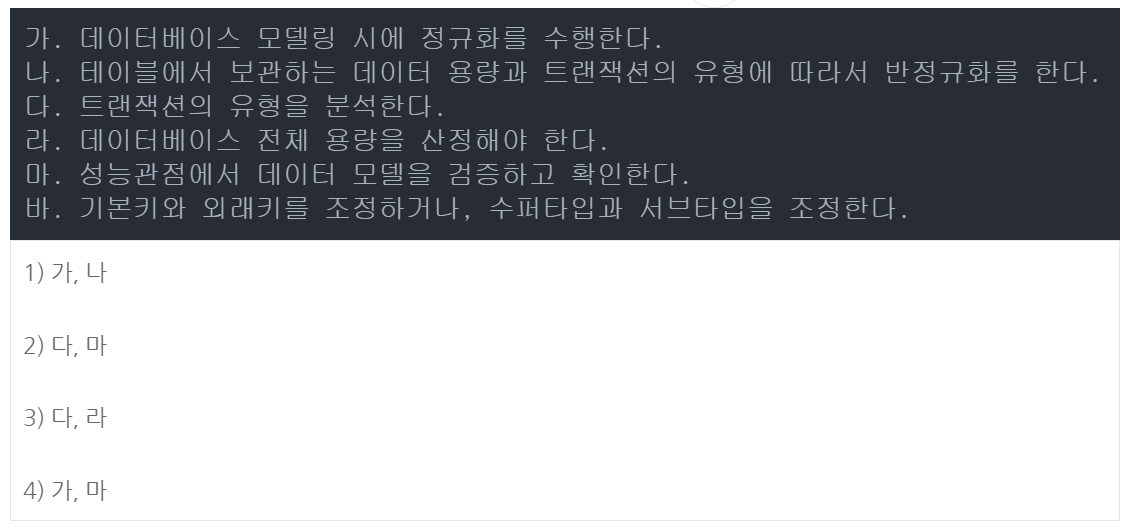 가. 데이터베이스 모델링 시에 정규화를 수행한다.
나. 테이블에서 보관하는 데이터 용량과 트랜잭션의 유형에 따라서 반정규화를 한다.
다. 트랜잭션의 유형을 분석한다.
라. 데이터베이스 전체 용량을 산정해야 한다.
마. 성능관점에서 데이터 모델을 검증하고 확인한다.
바. 기본키와 외래키를 조정하거나, 수퍼타입과 서브타입을 조정한다.
1) 가, 나
2) 다, 마
3) 다, 라
4) 가, 마